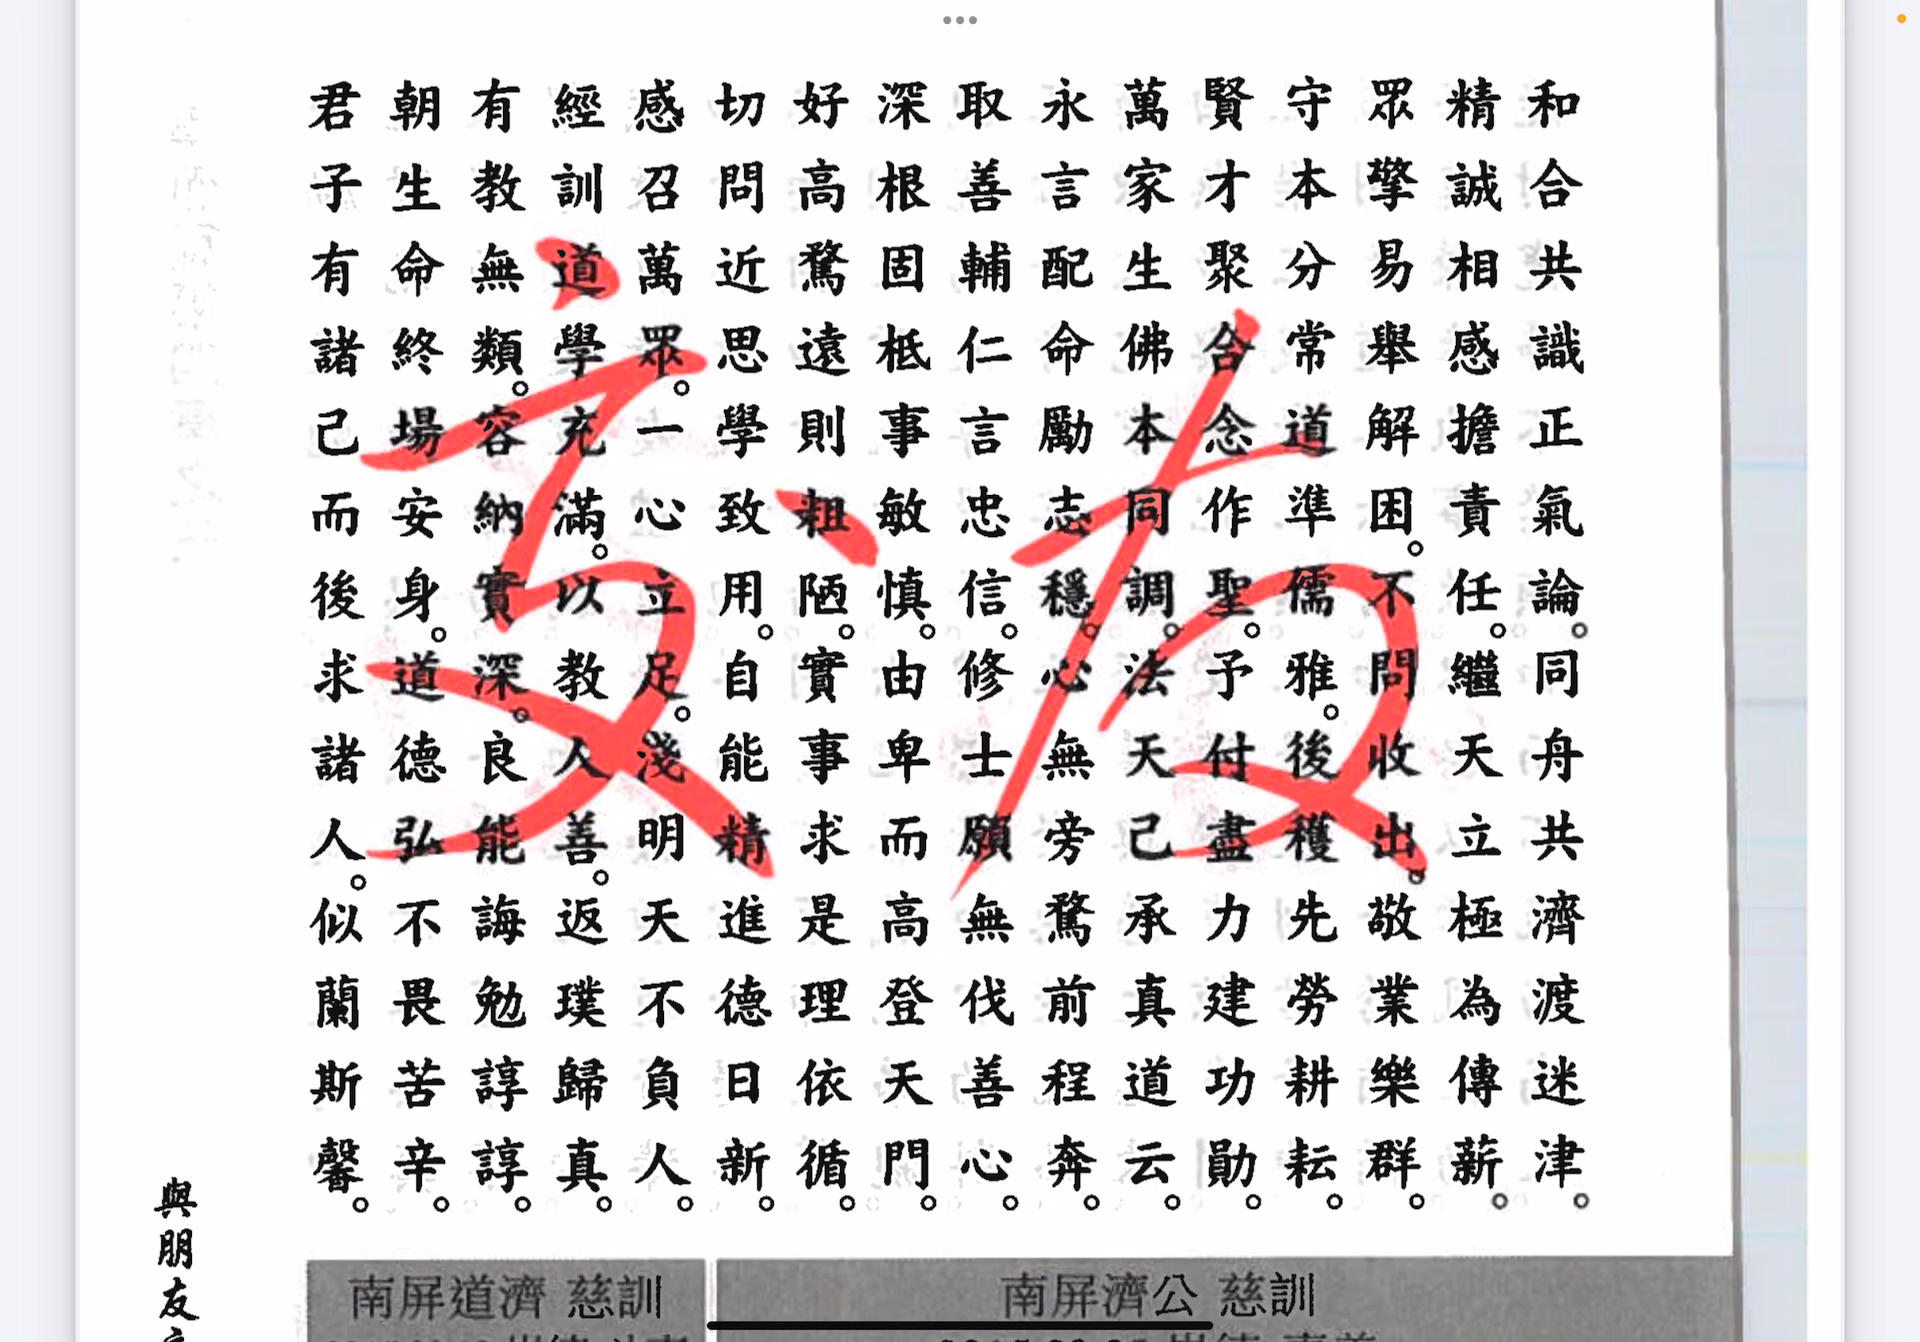 和合共識正氣論。同舟共濟渡迷津。
精誠相感擔責任。繼天立極為傳薪。
眾擎易舉解困。不問收出。敬業樂群。
守本分常道準儒雅。後穫先勞耕耘。
賢才聚合念作聖。予付盡力建功勛。
萬家生佛本同調。法天己承真道云。
永言配命勵志穩。心無旁騖前程奔。
取善輔仁言忠信。修士願無伐善心。
深根固柢事敏慎。由卑而高登天門。
好高騖遠則粗陋。實事求是理依循。
切問近思學致用。自能精進德日新。
感召萬眾。一心立足。淺明天不負人。
經訓道學充滿。以教人善。返璞歸真。
有教無類。容納實深。良能誨勉諄諄。
朝生命終場安身。道德弘不畏苦辛。
君子有諸己而後求諸人。似蘭斯馨。
交友
與朋友
南屏濟公 慈訓
南屏道濟 慈訓